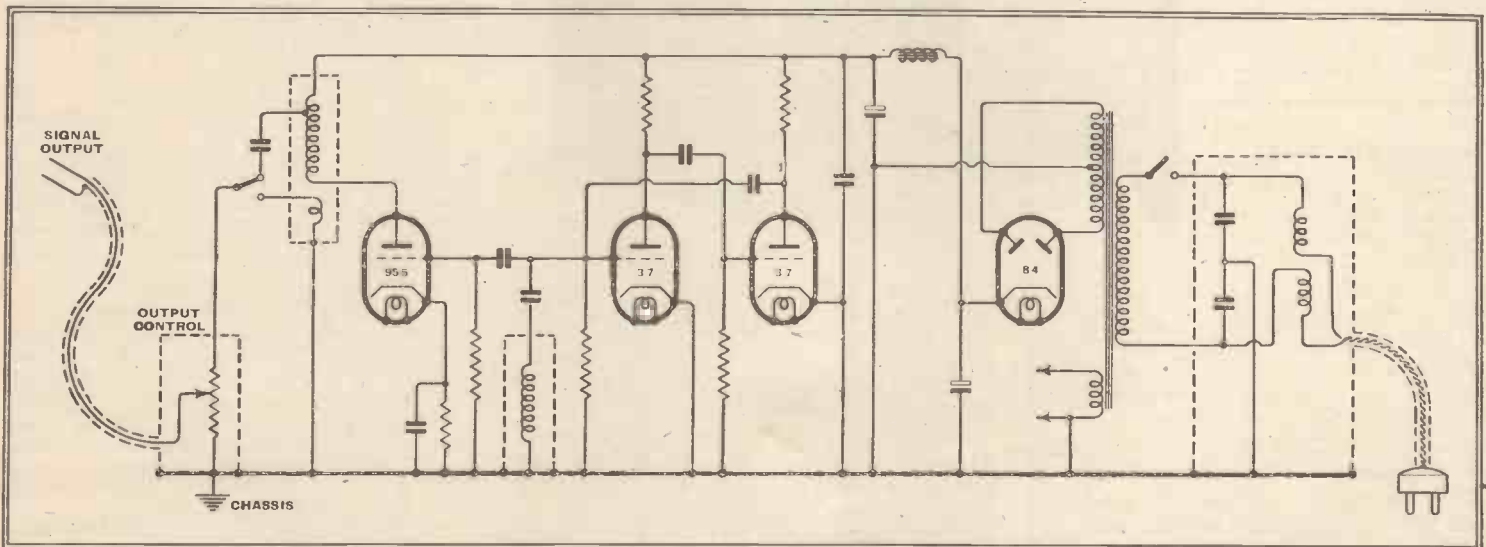 SIGNAL
OUTPUT
OUTPUT
CONTROL
955
37
37
84
CHASSIS